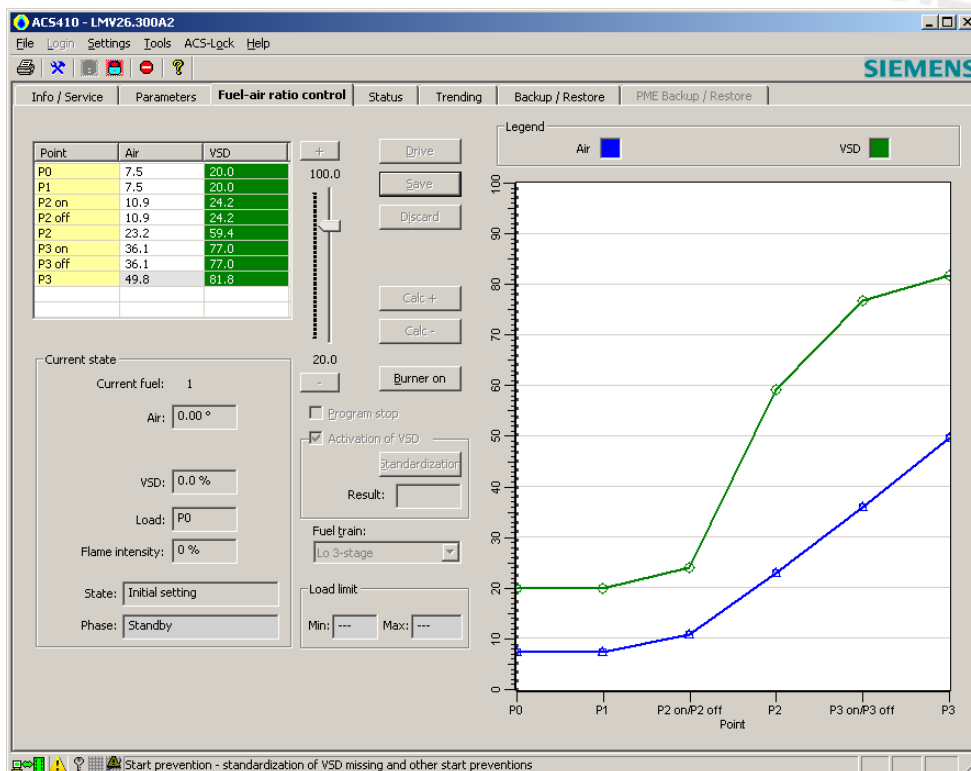 ACS410 - LMV26.300A2
File Login Settings Tools ACS-Lock Help
SIEMENS
Info / Service Parameters Fuel-air ratio control Status Trending Backup / Restore PME Backup / Restore
Legend
Air VSD
Point Air VSD
P0 7.5 20.0
P1 7.5 20.0
P2 on 10.9 24.2
P2 off 10.9 24.2
P2 23.2 59.4
P3 on 36.1 77.0
P3 off 36.1 77.0
P3 49.8 81.8
+
100.0
20.0
-
Drive
Save
Discard
Calc +
Calc -
Burner on
Program stop
Activation of VSD
Standardization
Result:
Fuel train:
Lo 3-stage
Load limit
Min: --- Max: ---
Current state
Current fuel: 1
Air: 0.00 °
VSD: 0.0 %
Load: P0
Flame intensity: 0 %
State: Initial setting
Phase: Standby
100
90
80
70
60
50
40
30
20
10
0
P0 P1 P2 on/P2 off P2 P3 on/P3 off P3
Point
Start prevention - standardization of VSD missing and other start preventions